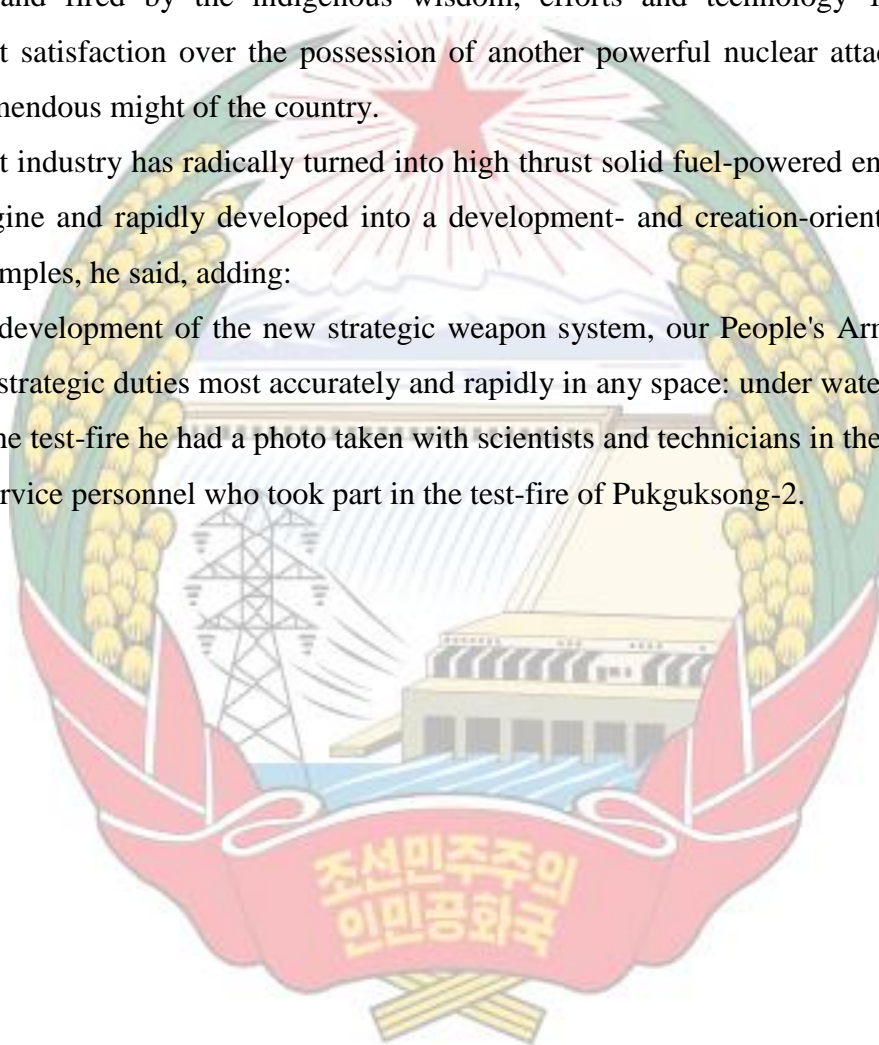 and fired by the indigenous wisdom, efforts and technology
t satisfaction over the possession of another powerful nuclear attac
mendous might of the country.
t industry has radically turned into high thrust solid fuel-powered en
gine and rapidly developed into a development- and creation-orient
mples, he said, adding:
development of the new strategic weapon system, our People's Arn
strategic duties most accurately and rapidly in any space: under wate
ne test-fire he had a photo taken with scientists and technicians in the
rvice personnel who took part in the test-fire of Pukguksong-2.
조선민주주의
인민공화국